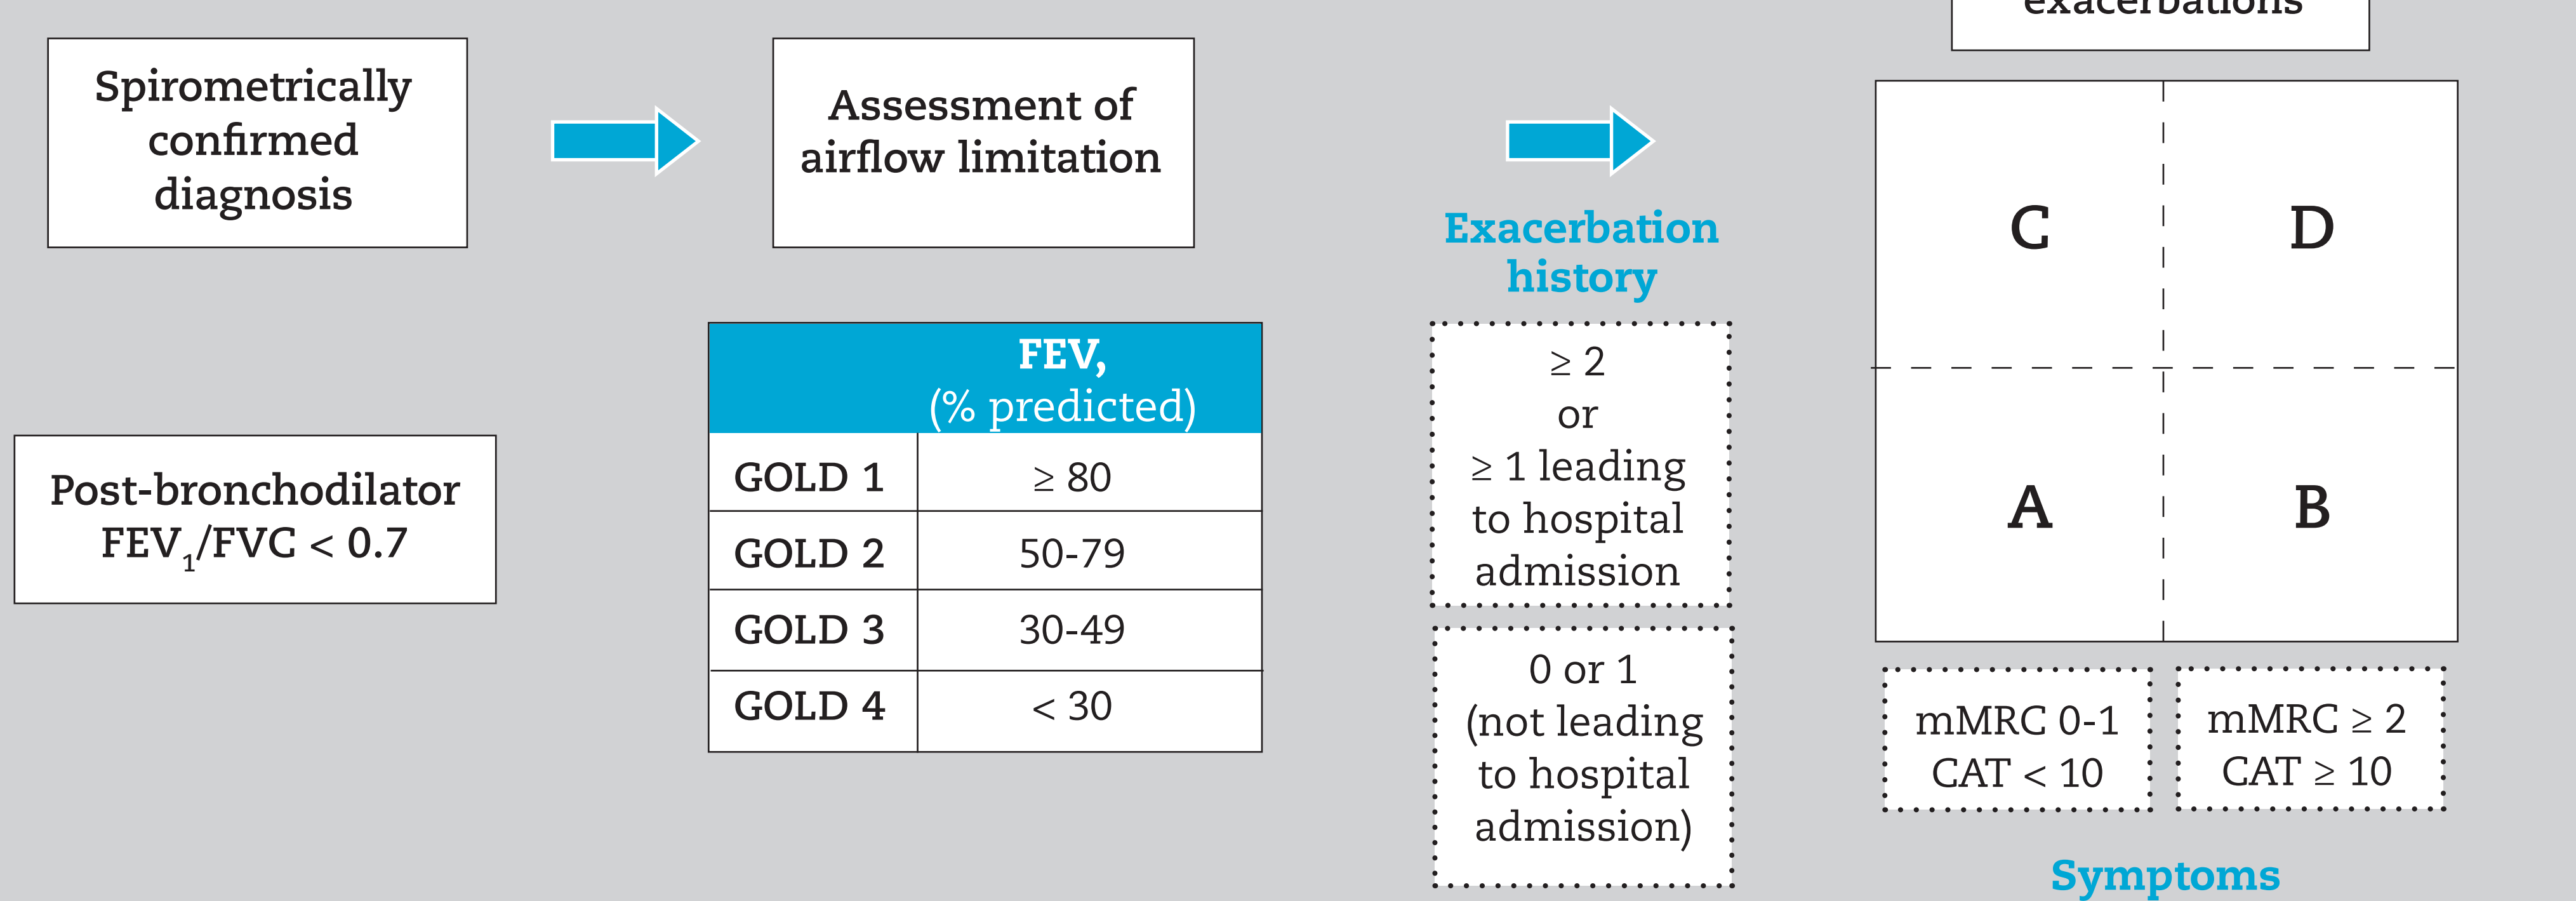 exacerbations
Spirometrically
confirmed
diagnosis
Assessment of
airflow limitation
Exacerbation
history
C
D
A
B
FEV,
(% predicted)
GOLD 1
≥ 80
GOLD 2
50-79
GOLD 3
30-49
GOLD 4
< 30
Post-bronchodilator
FEV₁/FVC < 0.7
≥ 2
or
≥ 1 leading
to hospital
admission
0 or 1
(not leading
to hospital
admission)
mMRC 0-1
CAT < 10
mMRC ≥ 2
CAT ≥ 10
Symptoms